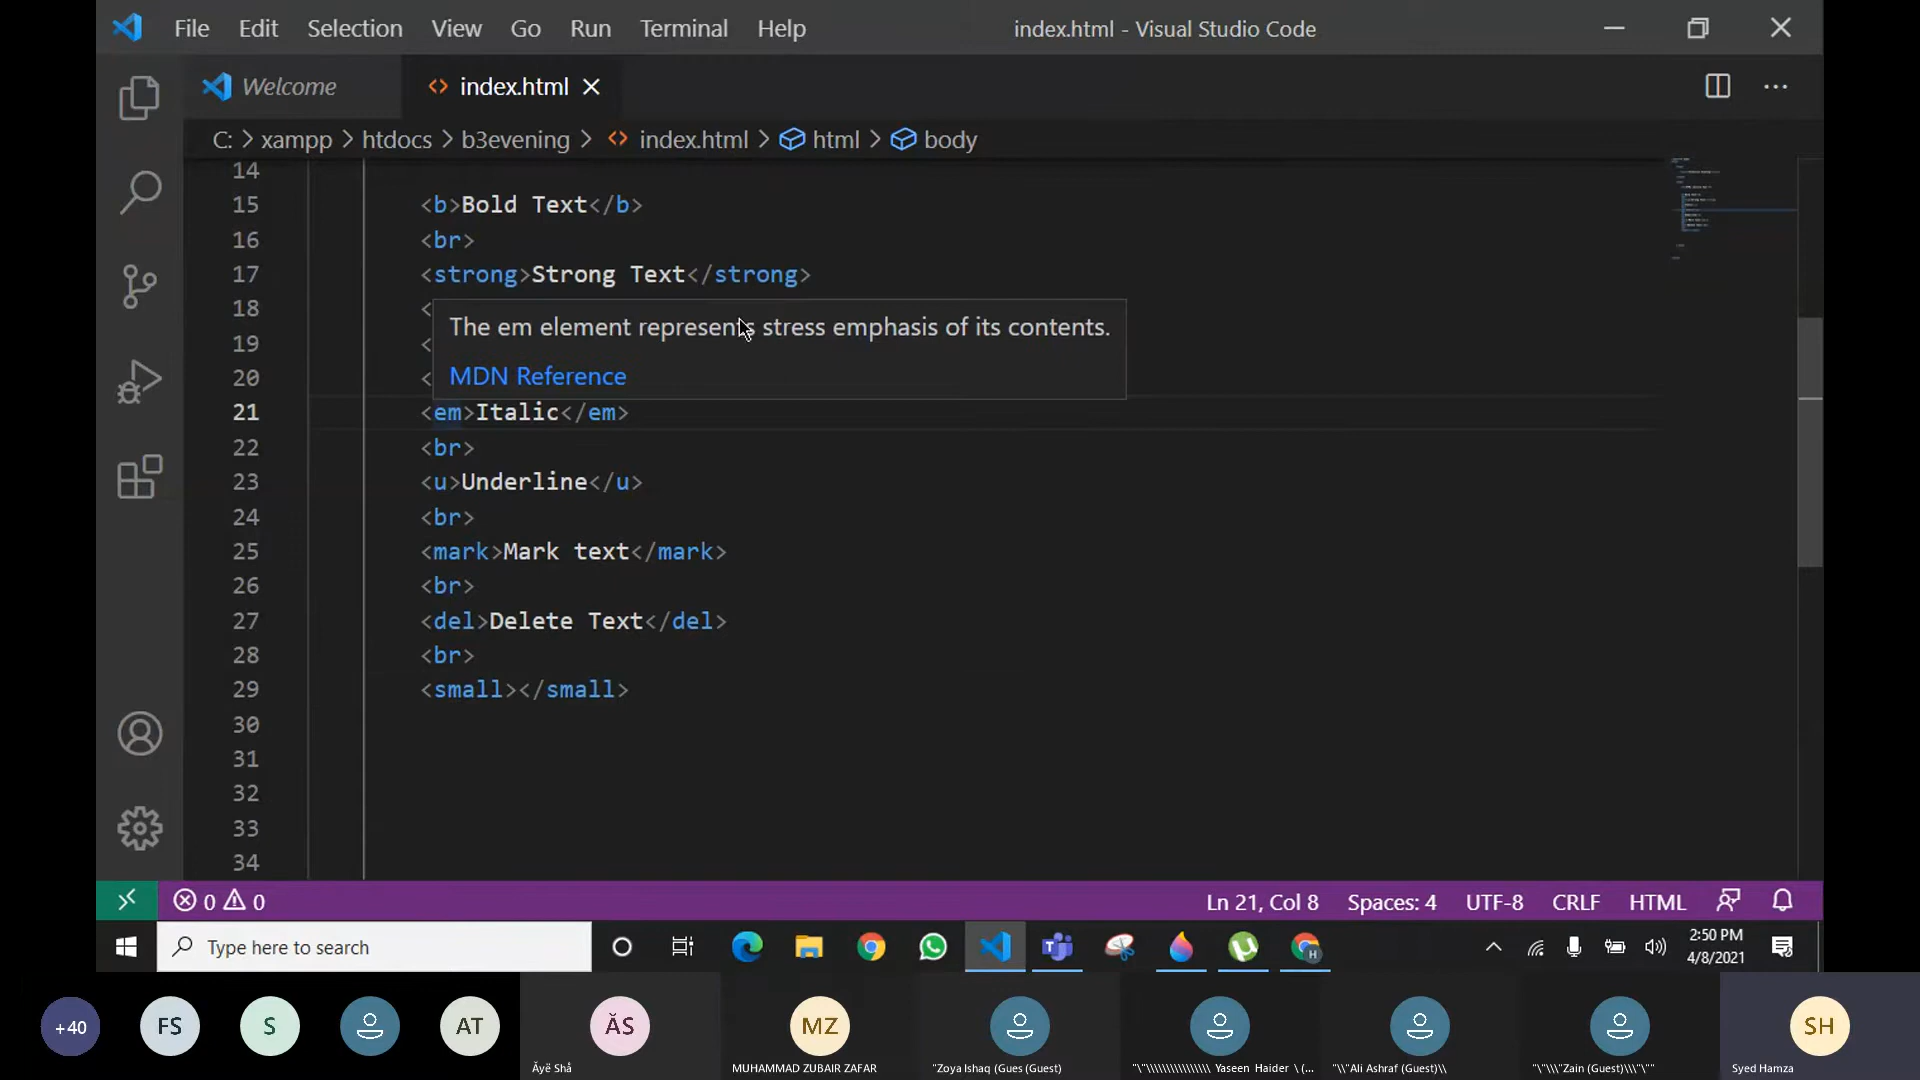 File Edit Selection View Go Run Terminal Help index.html - Visual Studio Code
Welcome index.html
C: > xampp > htdocs > b3evening > index.html > html > body
14
15 <b>Bold Text</b>
16 <br>
17 <strong>Strong Text</strong>
18 <
The em element represents stress emphasis of its contents.
19 <
MDN Reference
20 <
21 <em>Italic</em>
22 <br>
23 <u>Underline</u>
24 <br>
25 <mark>Mark text</mark>
26 <br>
27 <del>Delete Text</del>
28 <br>
29 <small></small>
30
31
32
33
34
0 0 Ln 21, Col 8 Spaces: 4 UTF-8 CRLF HTML
Type here to search
2:50 PM
4/8/2021
+40 FS S AT ĂS MZ SH
Ăyë Shå MUHAMMAD ZUBAIR ZAFAR "Zoya Ishaq (Gues (Guest) Yaseen Haider \ (... "\\"Ali Ashraf (Guest)\\ "\"\\"Zain (Guest)\\\"\"" Syed Hamza